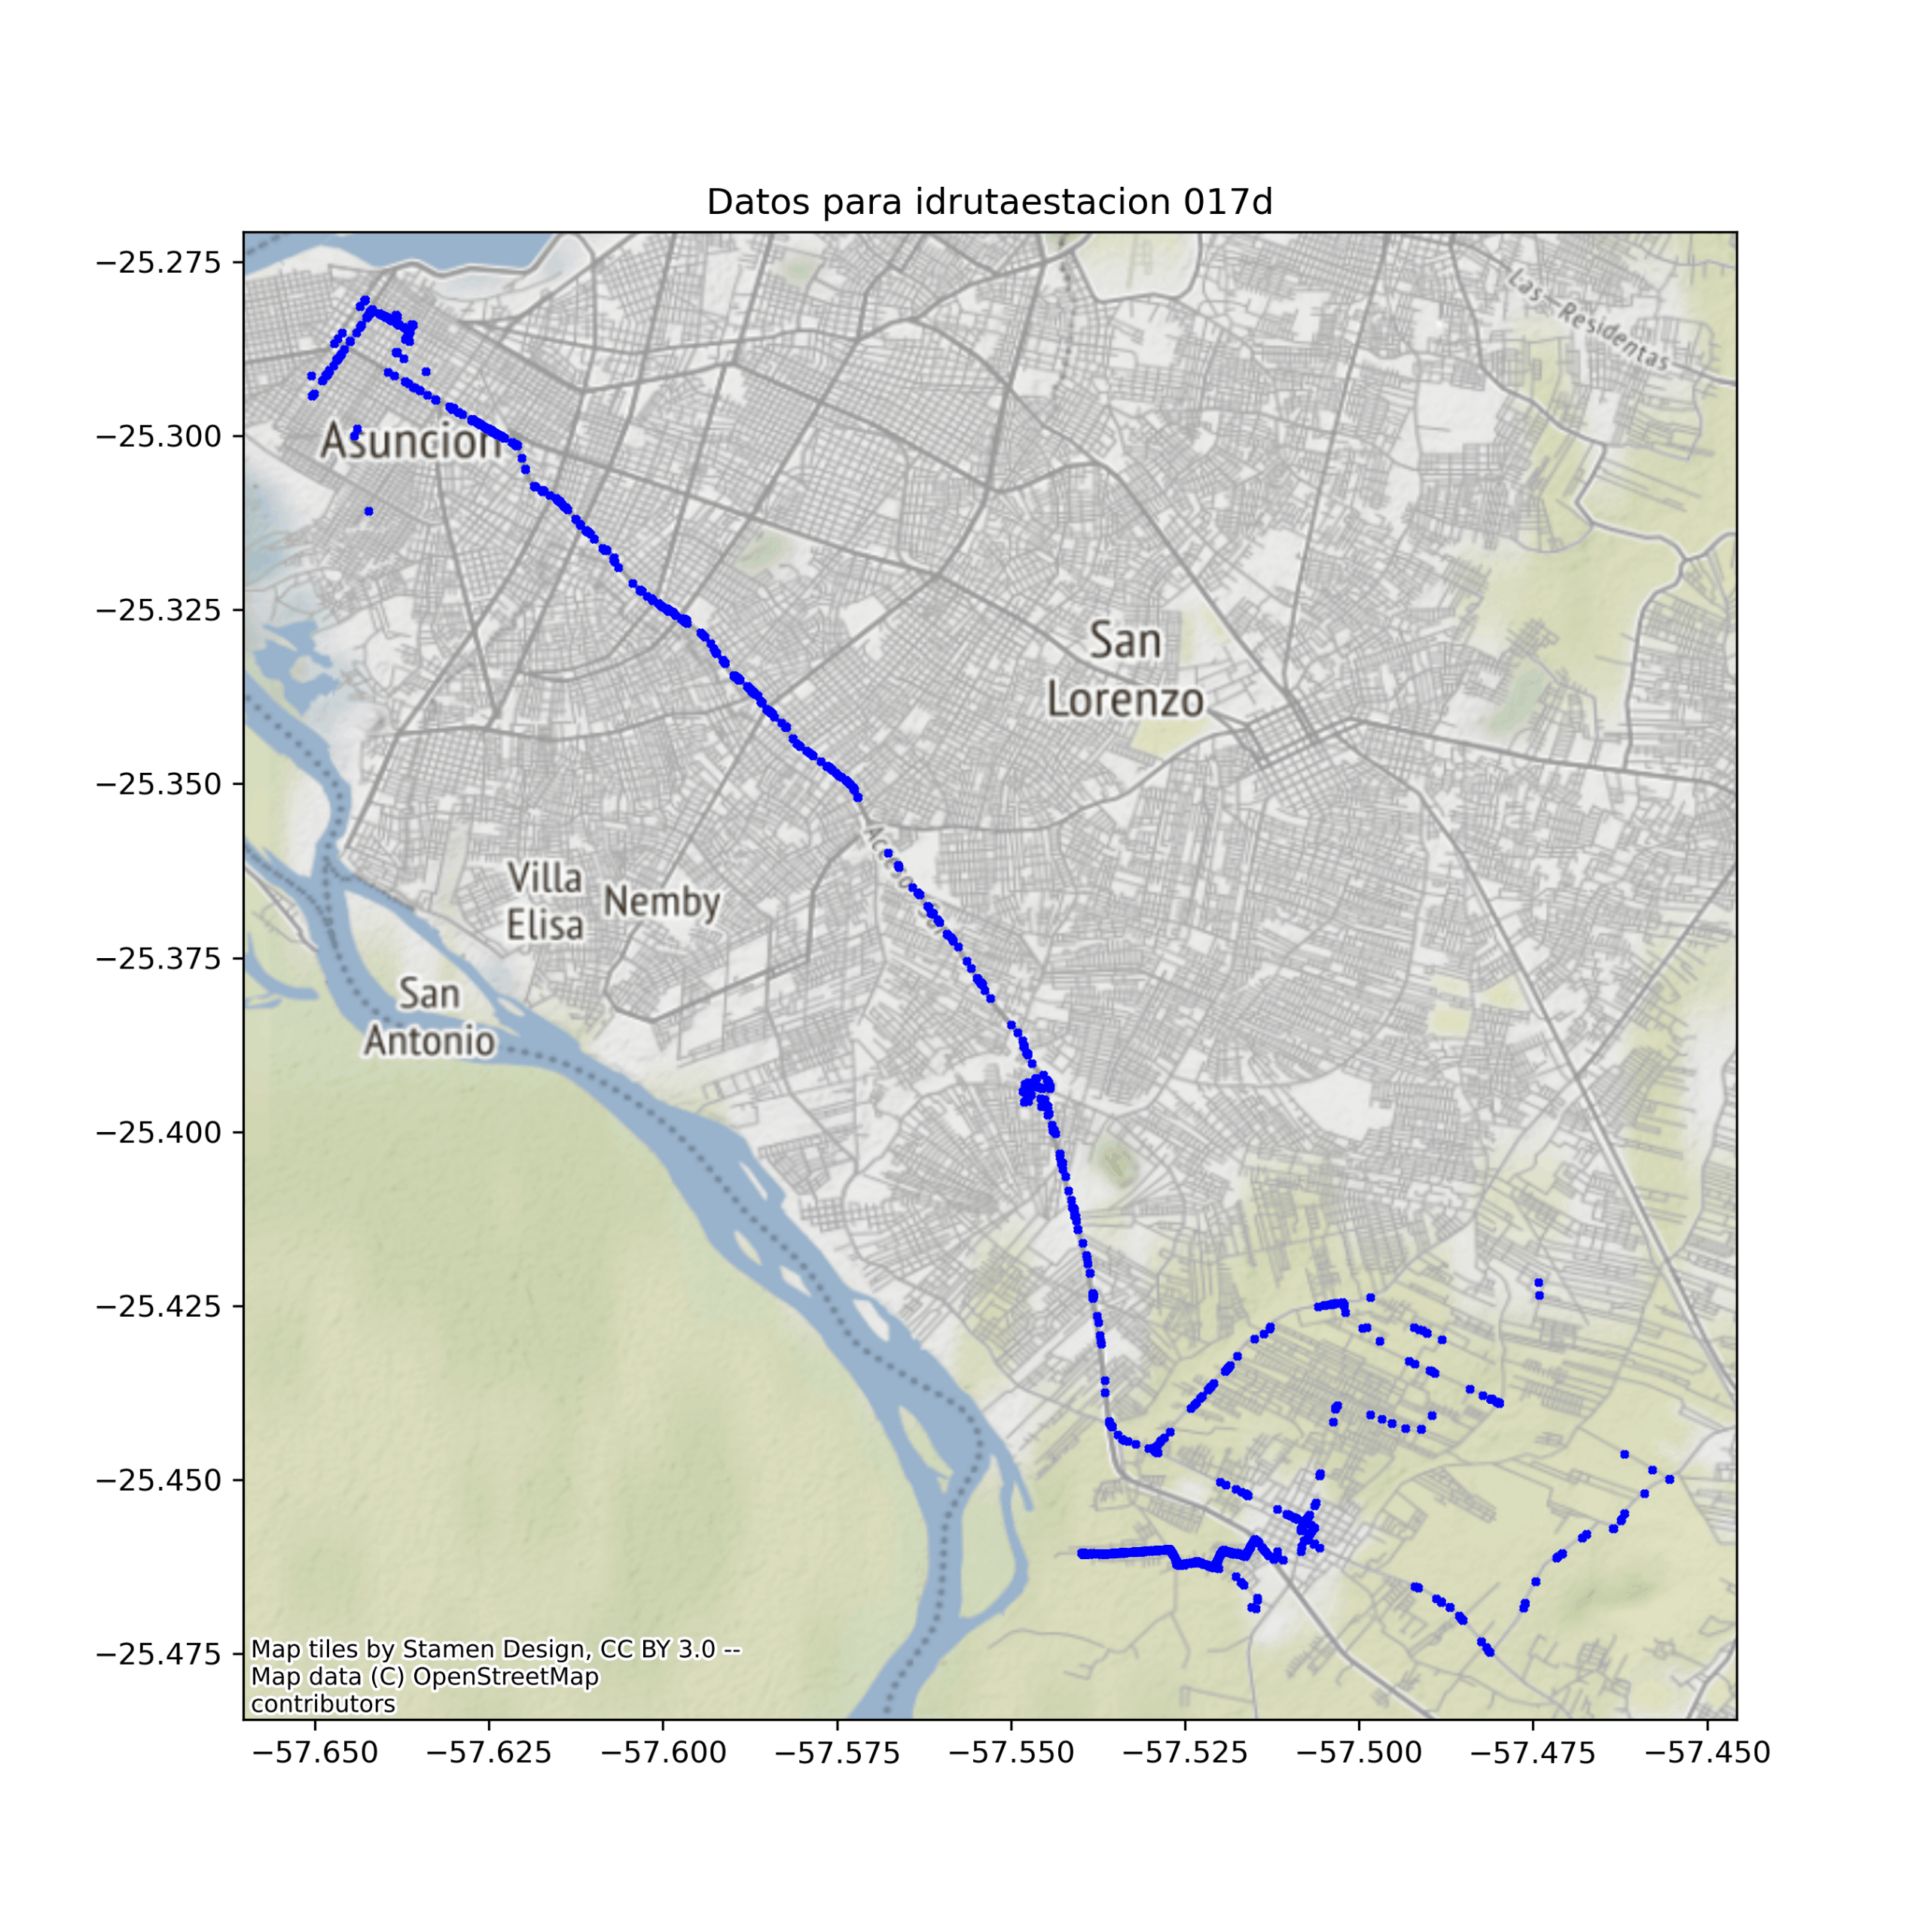 Datos para idrutaestacion 017d
−25.275
−25.300
−25.325
−25.350
−25.375
−25.400
−25.425
−25.450
−25.475
Las Residentas
Asuncion
San
Lorenzo
Acceso Sur
Villa
Elisa
Nemby
San
Antonio
Map tiles by Stamen Design, CC BY 3.0 --
Map data (C) OpenStreetMap
contributors
−57.650 −57.625 −57.600 −57.575 −57.550 −57.525 −57.500 −57.475 −57.450